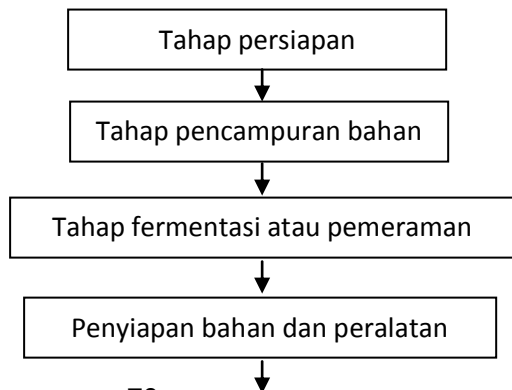 Tahap persiapan
Tahap pencampuran bahan
Tahap fermentasi atau pemeraman
Penyiapan bahan dan peralatan